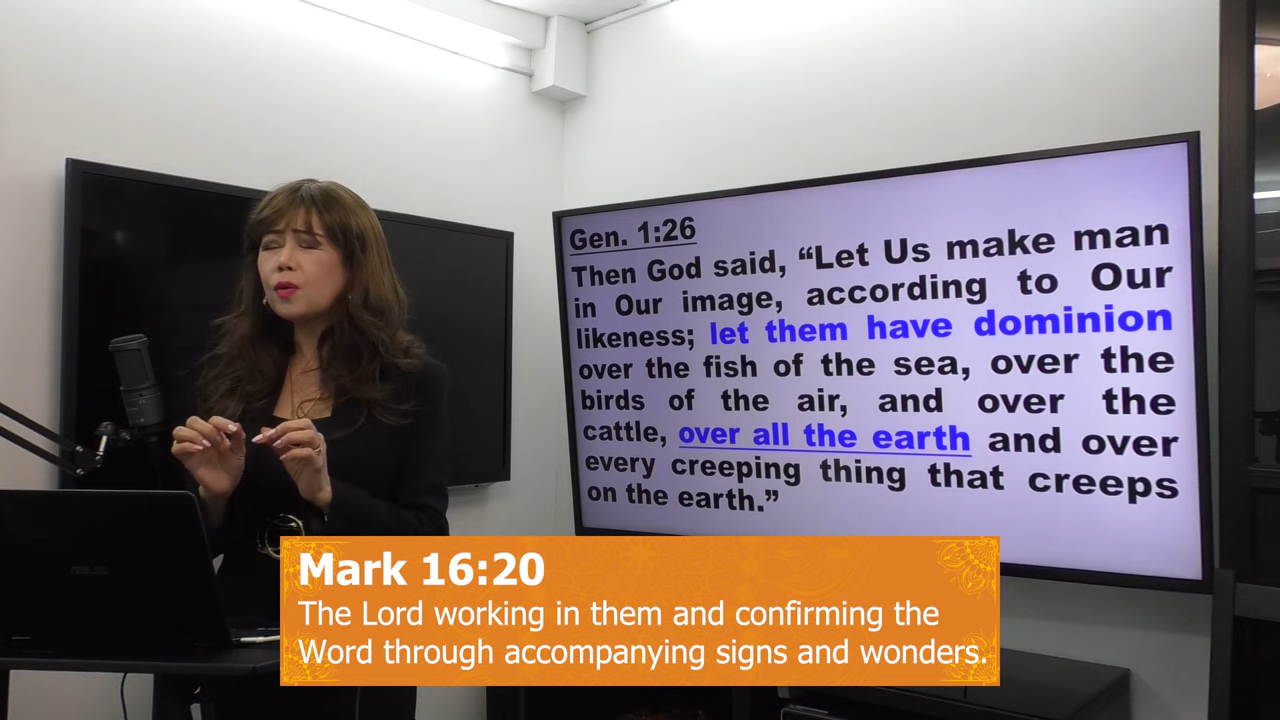 Gen. 1:26
Then God said, “Let Us make man
in Our image, according to Our
likeness; let them have dominion
over the fish of the sea, over the
birds of the air, and over the
cattle, over all the earth and over
every creeping thing that creeps
on the earth.”
ASUS
Mark 16:20
The Lord working in them and confirming the
Word through accompanying signs and wonders.